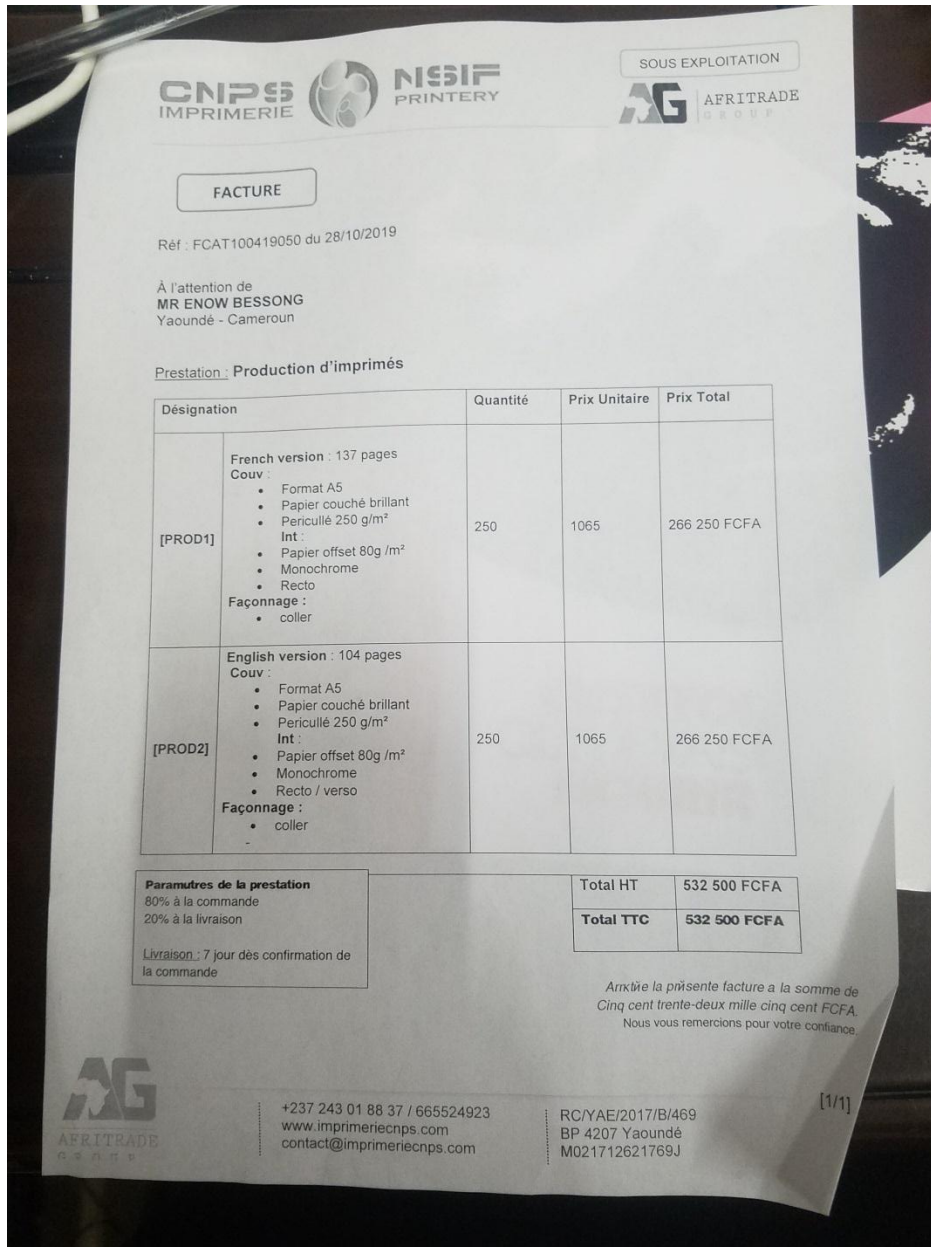 CNPS
IMPRIMERIE
NSIF
PRINTERY
SOUS EXPLOITATION
AG
AFRITRADE
GROUP
FACTURE
Réf : FCAT100419050 du 28/10/2019
À l'attention de
MR ENOW BESSONG
Yaoundé - Cameroun
Prestation : Production d'imprimés
Désignation
Quantité
Prix Unitaire
Prix Total
[PROD1]
French version : 137 pages
Couv :
• Format A5
• Papier couché brillant
• Pericullé 250 g/m²
Int :
• Papier offset 80g /m²
• Monochrome
• Recto
Façonnage :
• coller
250
1065
266 250 FCFA
[PROD2]
English version : 104 pages
Couv :
• Format A5
• Papier couché brillant
• Pericullé 250 g/m²
Int :
• Papier offset 80g /m²
• Monochrome
• Recto / verso
Façonnage :
• coller
-
250
1065
266 250 FCFA
Paramutres de la prestation
80% à la commande
20% à la livraison
Livraison : 7 jour dès confirmation de
la commande
Total HT
532 500 FCFA
Total TTC
532 500 FCFA
la présente facture a la somme de
Cinq cent trente-deux mille cinq cent FCFA.
Nous vous remercions pour votre confiance.
[1/1]
AG
AFRITRADE
GROUP
+237 243 01 88 37 / 665524923
www.imprimeriecnps.com
contact@imprimeriecnps.com
RC/YAE/2017/B/469
BP 4207 Yaoundé
M021712621769J